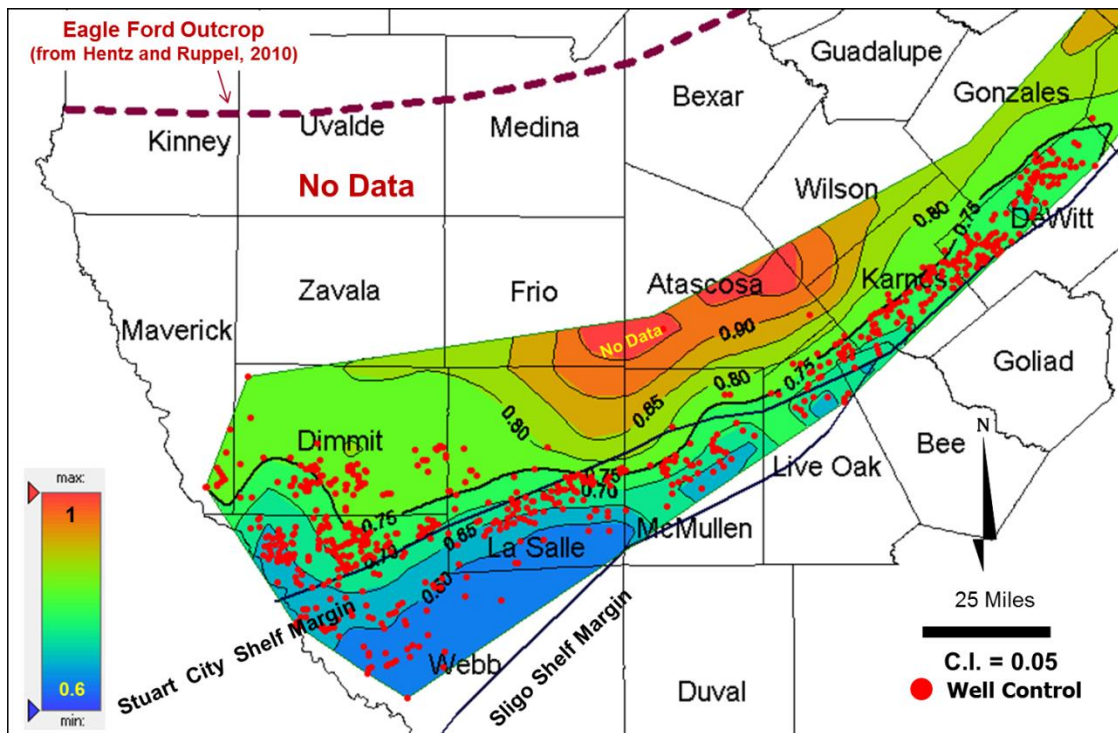 Eagle Ford Outcrop
(from Hentz and Ruppel, 2010)
Guadalupe
Bexar
Gonzales
Kinney
Uvalde
Medina
No Data
Wilson
0.80
0.75
DeWitt
Zavala
Frio
Atascosa
Karnes
Maverick
No Data
0.90
Goliad
0.80
0.75
0.85
Dimmit
0.80
Bee
N
Live Oak
max:
1
0.75
0.70
0.75
0.65
La Salle
McMullen
0.70
0.60
25 Miles
Stuart City Shelf Margin
Sligo Shelf Margin
C.I. = 0.05
Webb
Duval
Well Control
0.6
min: